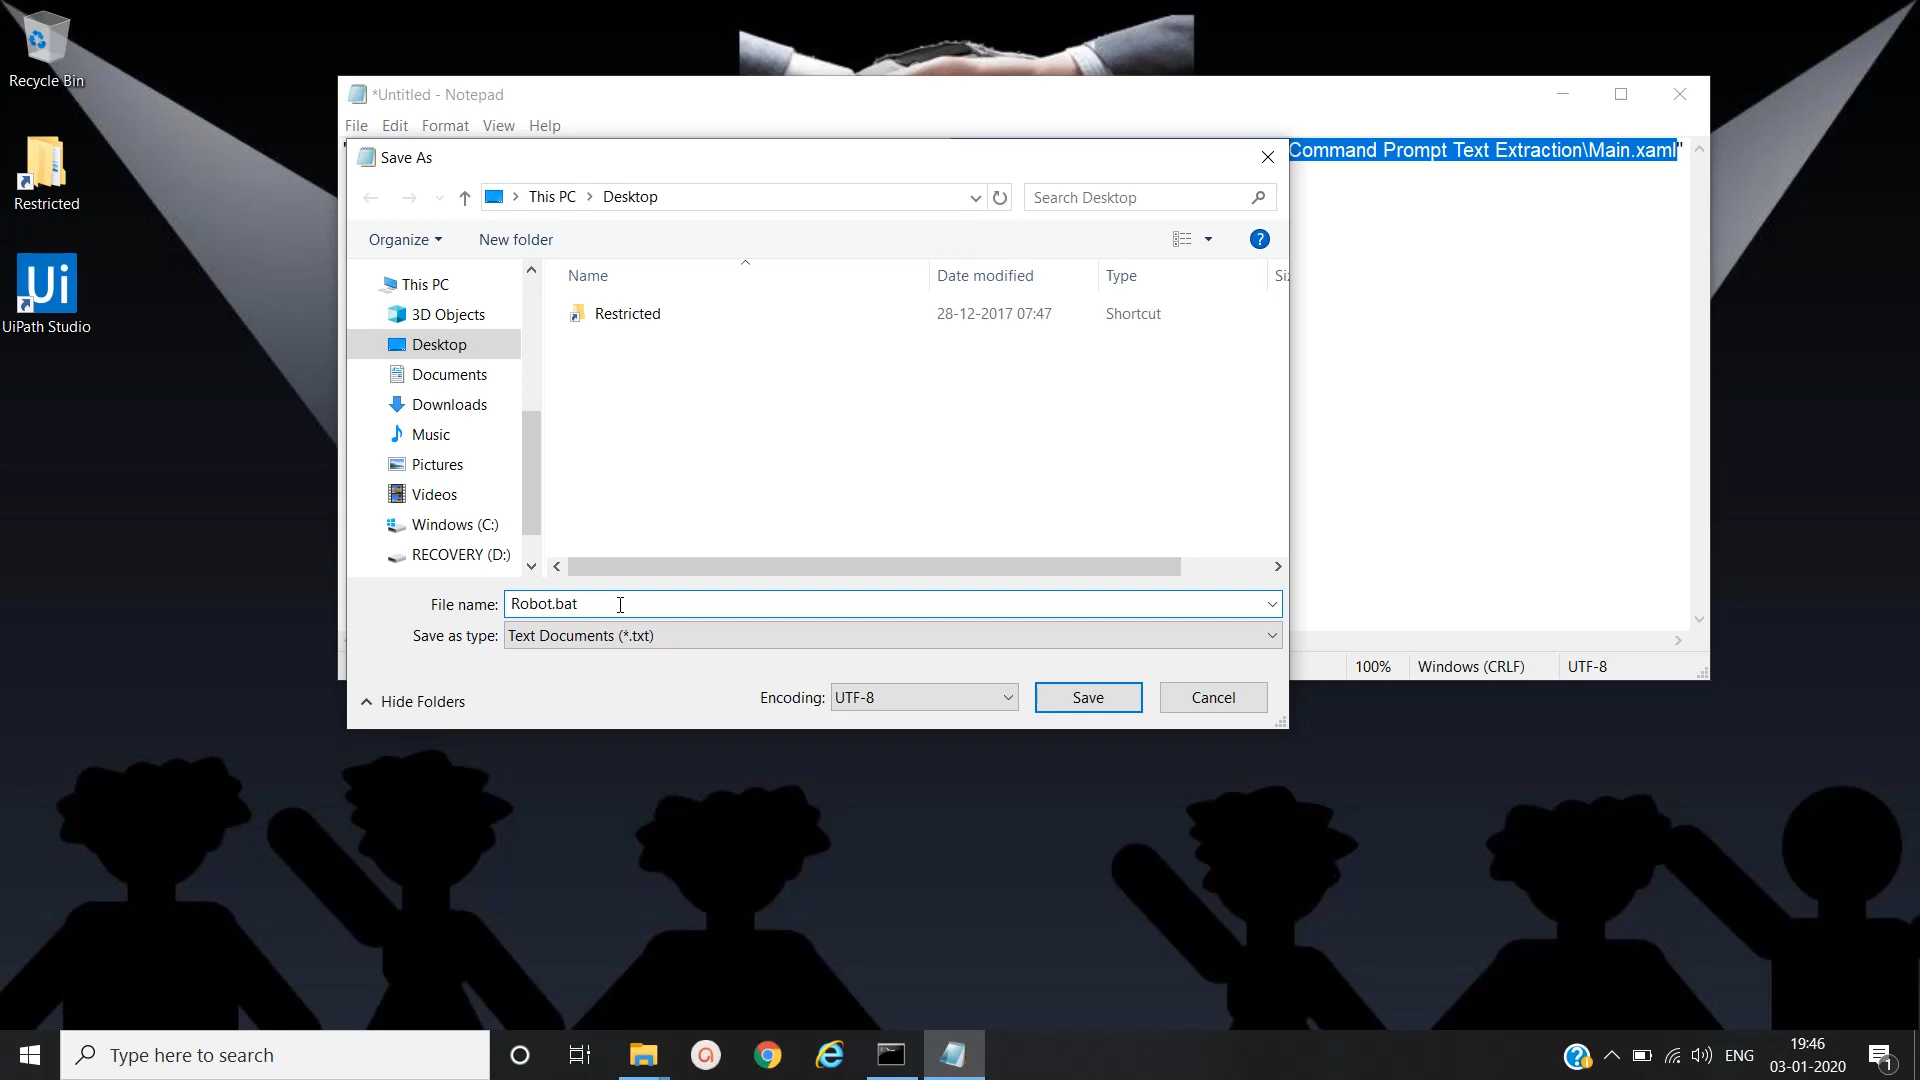 Recycle Bin
Restricted
Ui
UiPath Studio
*Untitled - Notepad
File Edit Format View Help
Command Prompt Text Extraction\Main.xaml"
Save As
This PC > Desktop
Search Desktop
Organize
New folder
?
Name
Date modified
Type
Siz
This PC
3D Objects
Desktop
Documents
Downloads
Music
Pictures
Videos
Windows (C:)
RECOVERY (D:)
Restricted
28-12-2017 07:47
Shortcut
File name: Robot.bat
Save as type: Text Documents (*.txt)
Hide Folders
Encoding: UTF-8
Save
Cancel
100%
Windows (CRLF)
UTF-8
Type here to search
ENG
19:46
03-01-2020
1